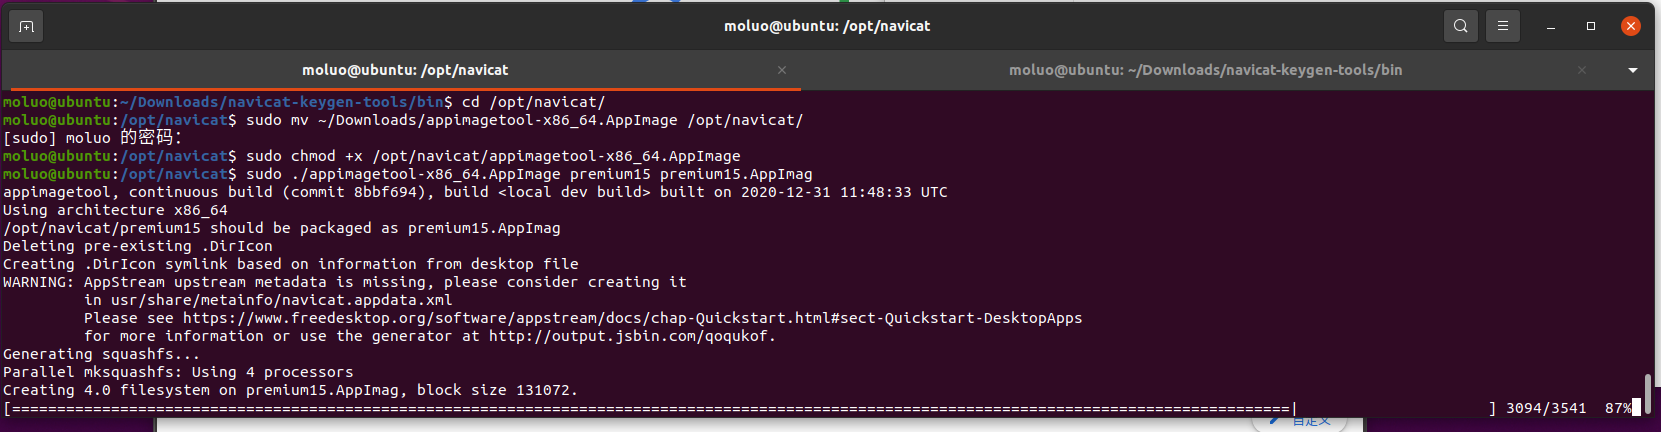 moluo@ubuntu: /opt/navicat
moluo@ubuntu: /opt/navicat
moluo@ubuntu: ~/Downloads/navicat-keygen-tools/bin
moluo@ubuntu:~/Downloads/navicat-keygen-tools/bin$ cd /opt/navicat/
moluo@ubuntu:/opt/navicat$ sudo mv ~/Downloads/appimagetool-x86_64.AppImage /opt/navicat/
[sudo] moluo 的密码：
moluo@ubuntu:/opt/navicat$ sudo chmod +x /opt/navicat/appimagetool-x86_64.AppImage
moluo@ubuntu:/opt/navicat$ sudo ./appimagetool-x86_64.AppImage premium15 premium15.AppImag
appimagetool, continuous build (commit 8bbf694), build <local dev build> built on 2020-12-31 11:48:33 UTC
Using architecture x86_64
/opt/navicat/premium15 should be packaged as premium15.AppImag
Deleting pre-existing .DirIcon
Creating .DirIcon symlink based on information from desktop file
WARNING: AppStream upstream metadata is missing, please consider creating it
in usr/share/metainfo/navicat.appdata.xml
Please see https://www.freedesktop.org/software/appstream/docs/chap-Quickstart.html#sect-Quickstart-DesktopApps
for more information or use the generator at http://output.jsbin.com/qoqukof.
Generating squashfs...
Parallel mksquashfs: Using 4 processors
Creating 4.0 filesystem on premium15.AppImag, block size 131072.
[==============================================================================================================================================| ] 3094/3541 87%
自定义